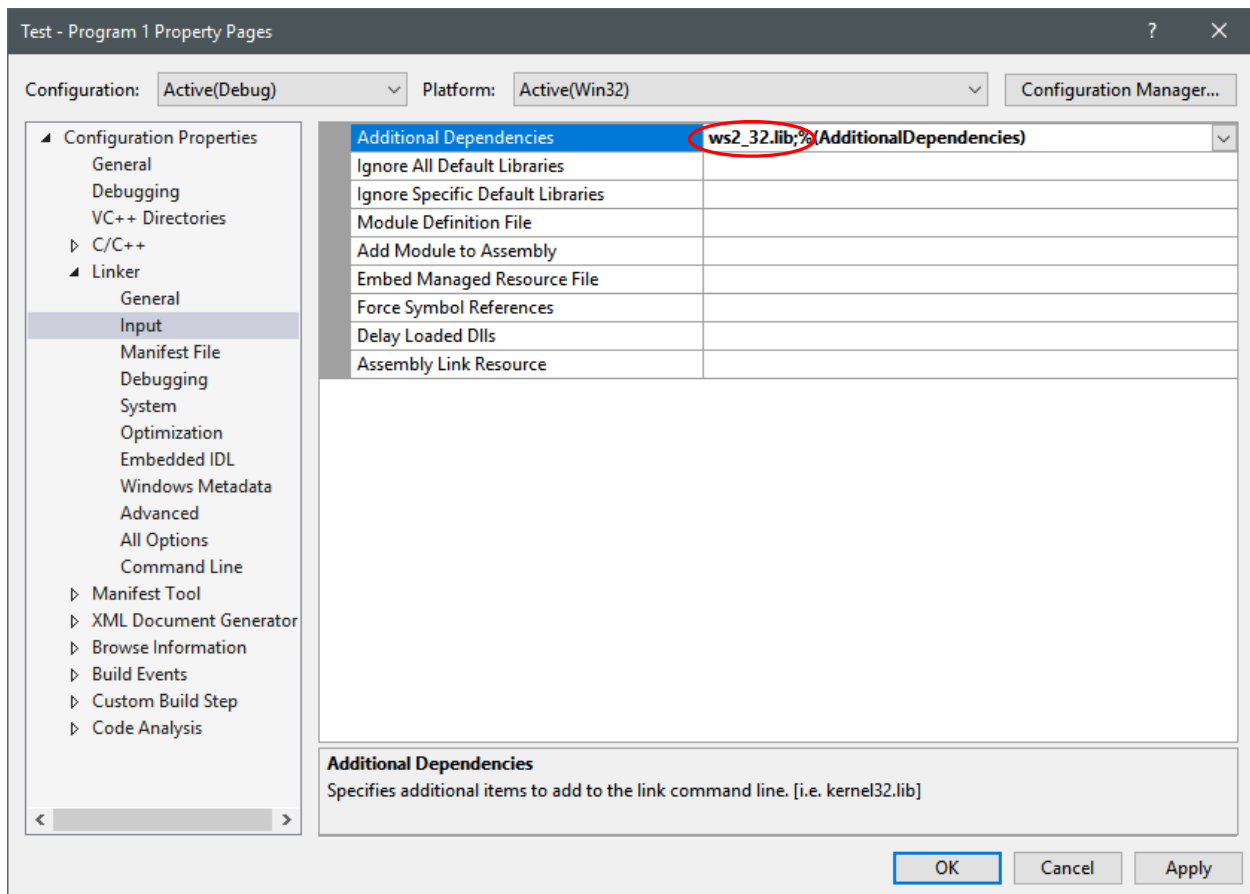 Test - Program 1 Property Pages
?
Configuration: Active(Debug) Platform: Active(Win32) Configuration Manager...
Configuration Properties
General
Debugging
VC++ Directories
C/C++
Linker
General
Input
Manifest File
Debugging
System
Optimization
Embedded IDL
Windows Metadata
Advanced
All Options
Command Line
Manifest Tool
XML Document Generator
Browse Information
Build Events
Custom Build Step
Code Analysis
Additional Dependencies ws2_32.lib;%(AdditionalDependencies)
Ignore All Default Libraries
Ignore Specific Default Libraries
Module Definition File
Add Module to Assembly
Embed Managed Resource File
Force Symbol References
Delay Loaded Dlls
Assembly Link Resource
Additional Dependencies
Specifies additional items to add to the link command line. [i.e. kernel32.lib]
OK Cancel Apply